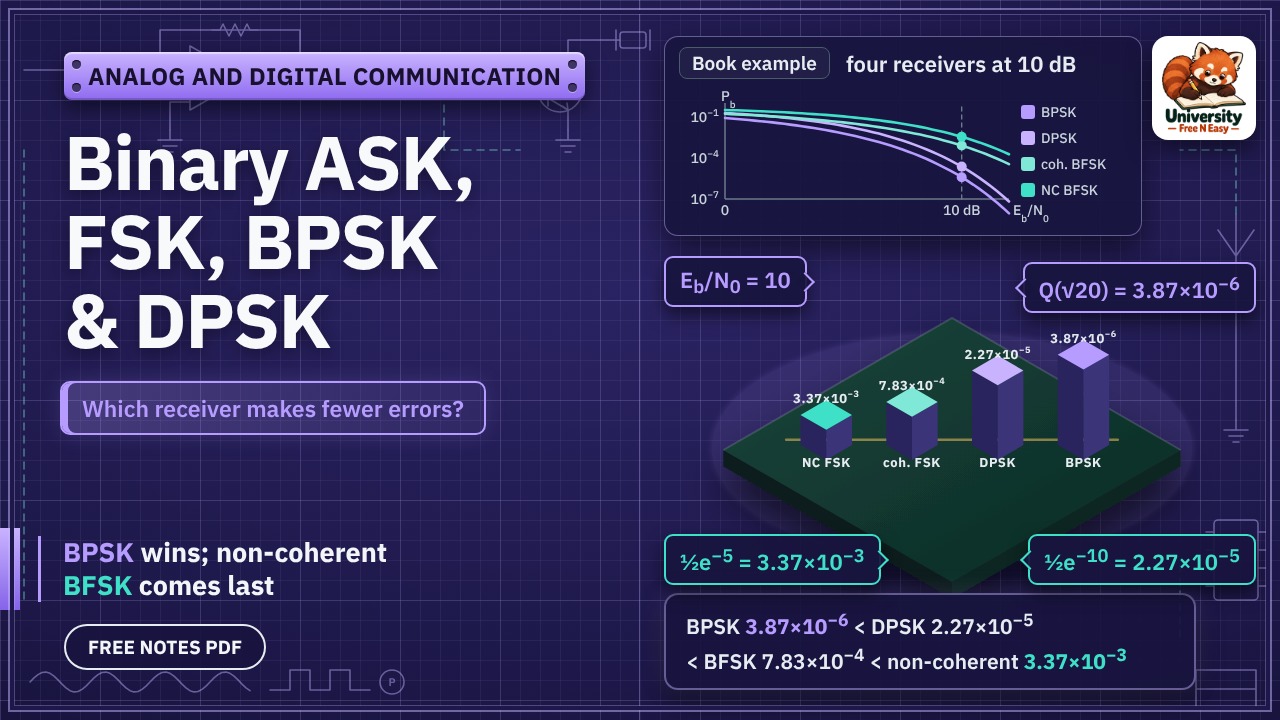 ANALOG AND DIGITAL COMMUNICATION
Binary ASK,
FSK, BPSK
& DPSK
Which receiver makes fewer errors?
BPSK wins; non-coherent
BFSK comes last
FREE NOTES PDF
P
Book example four receivers at 10 dB
P_b
10⁻¹
10⁻⁴
10⁻⁷
0
10 dB
E_b/N_0
BPSK
DPSK
coh. BFSK
NC BFSK
University
Free N Easy
E_b/N_0 = 10
Q(√20) = 3.87×10⁻⁶
3.37×10⁻³
7.83×10⁻⁴
2.27×10⁻⁵
3.87×10⁻⁶
NC FSK
coh. FSK
DPSK
BPSK
½e⁻⁵ = 3.37×10⁻³
½e⁻¹⁰ = 2.27×10⁻⁵
BPSK 3.87×10⁻⁶ < DPSK 2.27×10⁻⁵
< BFSK 7.83×10⁻⁴ < non-coherent 3.37×10⁻³